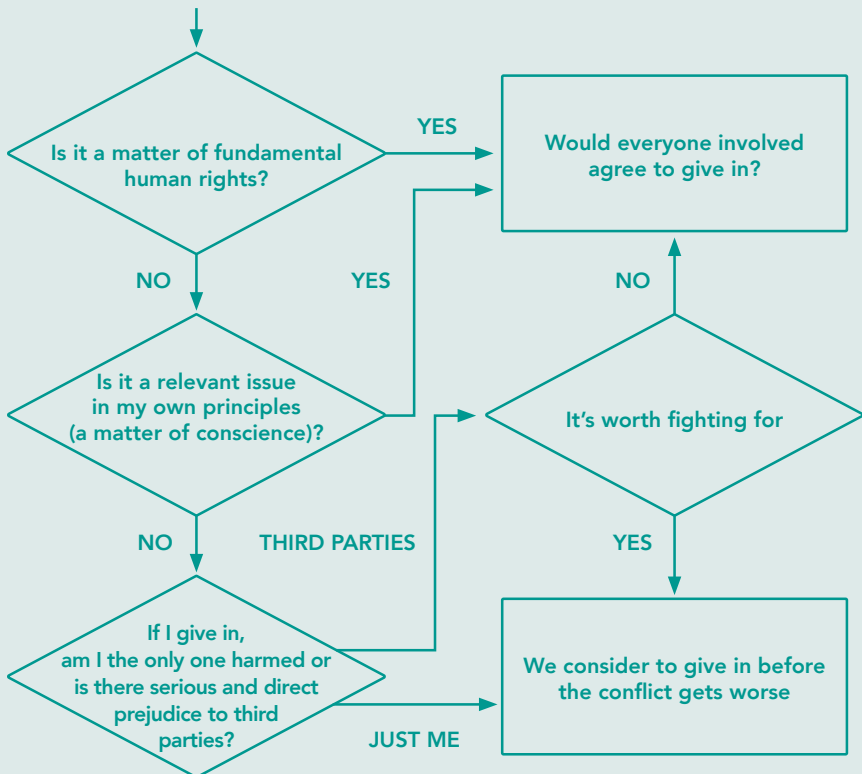 YES
Is it a matter of fundamental
human rights?
Would everyone involved
agree to give in?
NO
YES
NO
Is it a relevant issue
in my own principles
(a matter of conscience)?
It's worth fighting for
NO
THIRD PARTIES
YES
If I give in,
am I the only one harmed or
is there serious and direct
prejudice to third
parties?
We consider to give in before
the conflict gets worse
JUST ME